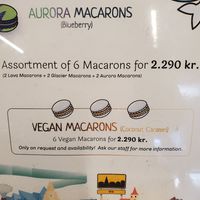 AURORA MACARONS
(Blueberry)
Assortment of 6 Macarons for 2.290 kr.
(2 Lava Macarons + 2 Glacier Macarons + 2 Aurora Macarons)
VEGAN MACARONS (Coconut Caramel)
6 Vegan Macarons for 2.290 kr.
Only on request and availability! Ask our staff for more information.